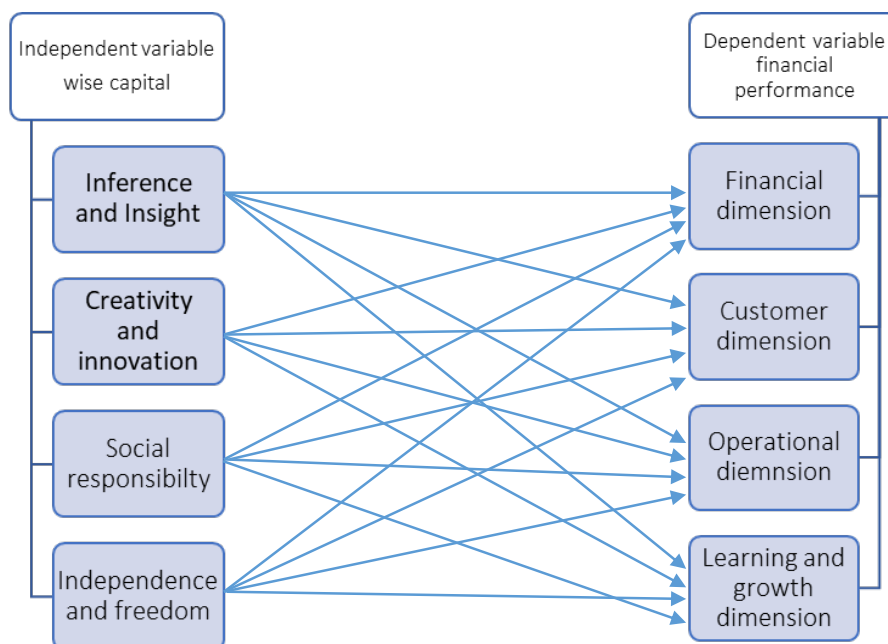 Independent variable
wise capital
Dependent variable
financial
performance
Inference
and Insight
Creativity
and
innovation
Social
responsibilty
Independence
and freedom
Financial
dimension
Customer
dimension
Operational
diemnsion
Learning and
growth
dimension